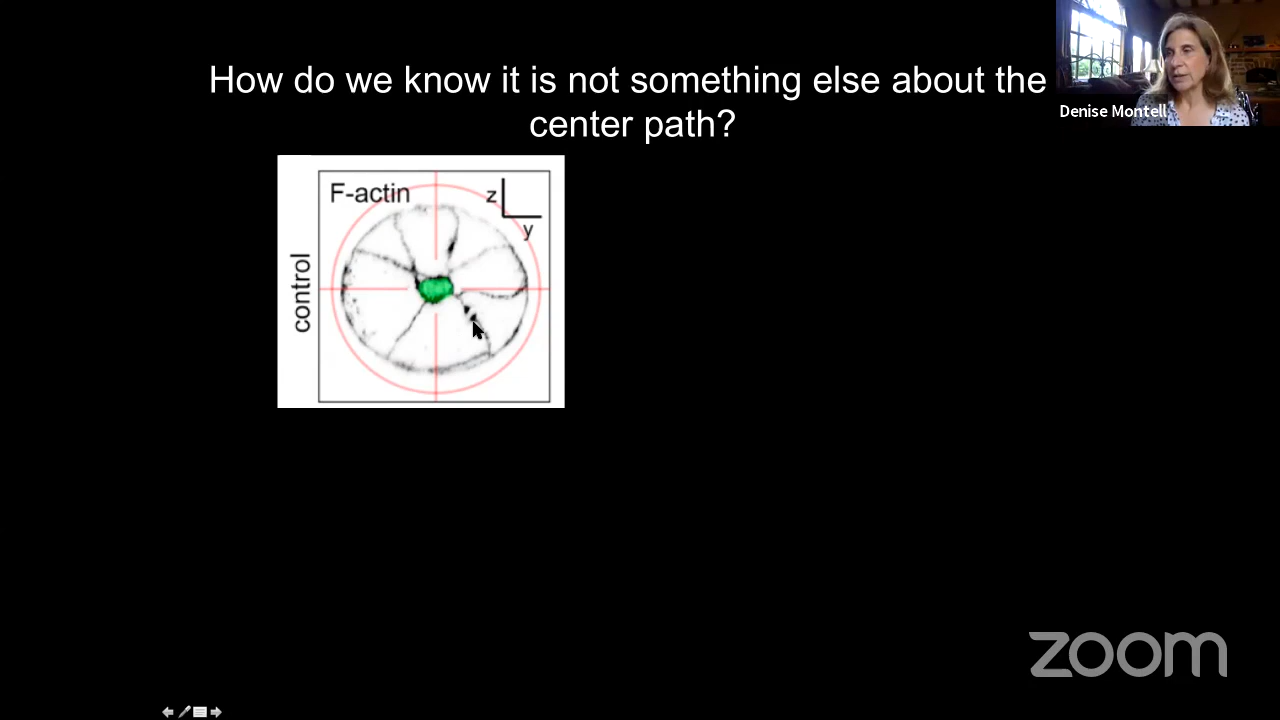 How do we know it is not something else about the
center path?
Denise Montell
F-actin
z
y
control
zoom